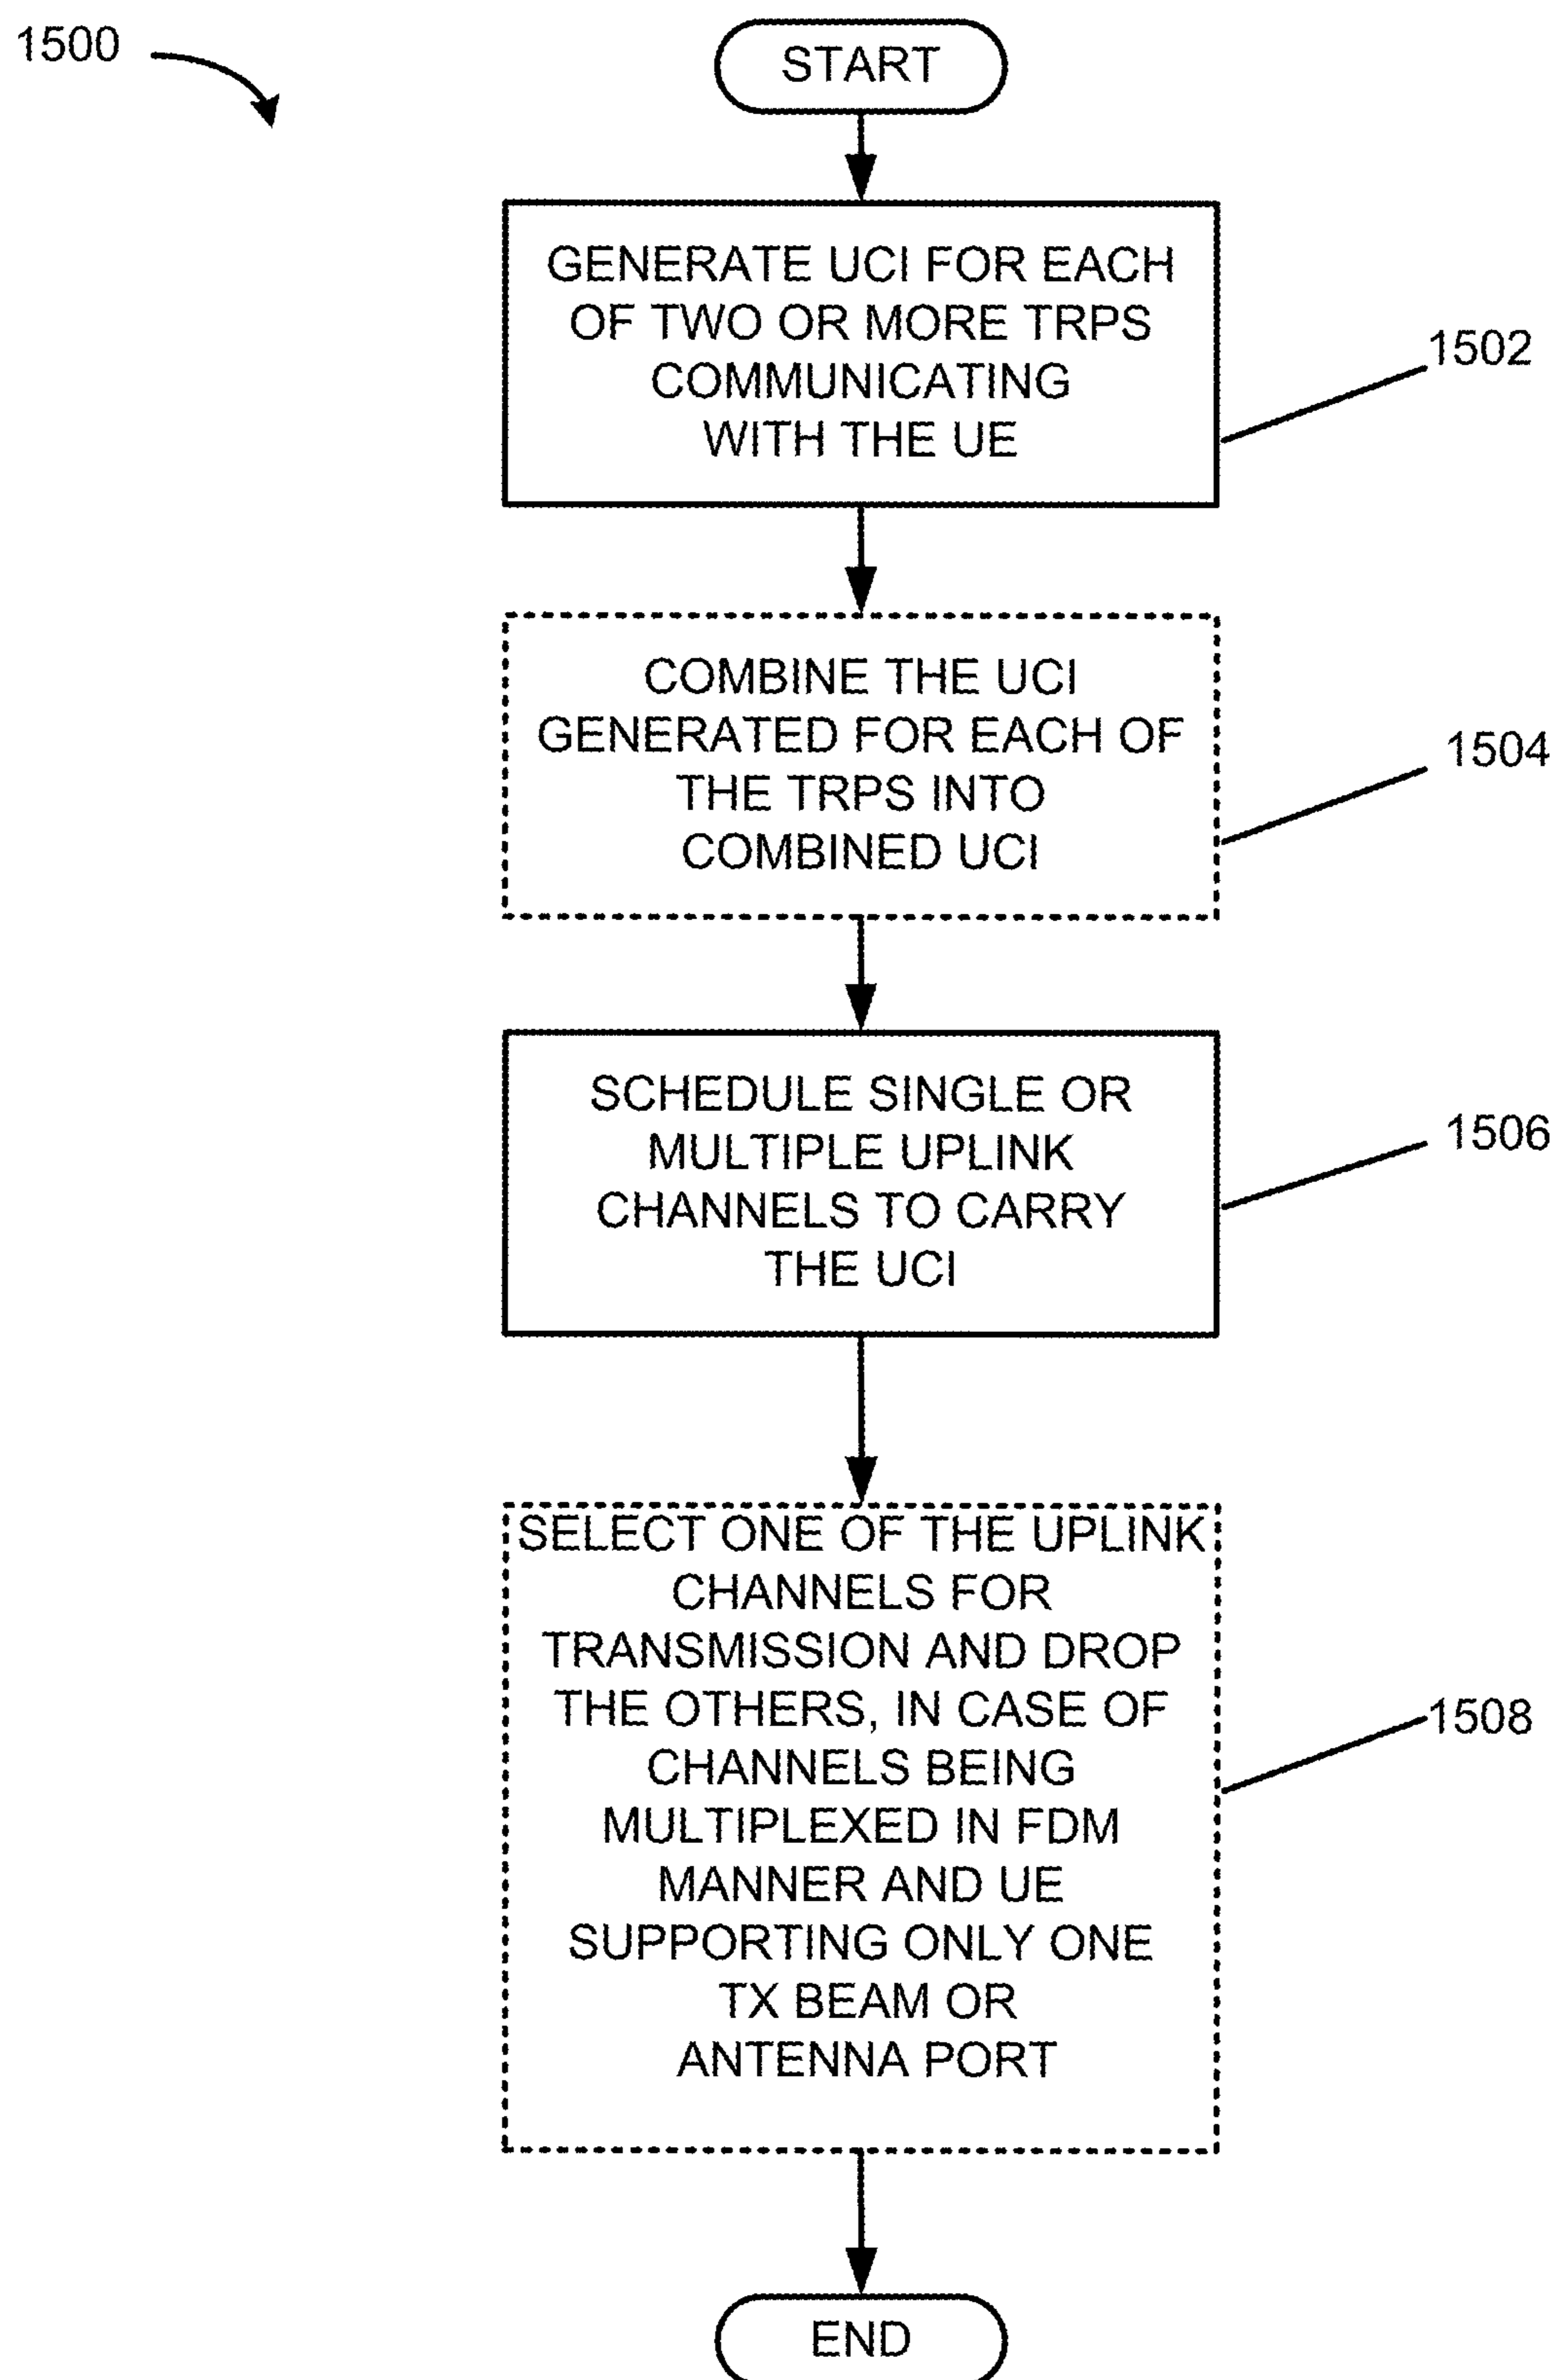 1500
START
GENERATE UCI FOR EACH
OF TWO OR MORE TRPS
COMMUNICATING
WITH THE UE
1502
COMBINE THE UCI
GENERATED FOR EACH OF
THE TRPS INTO
COMBINED UCI
1504
SCHEDULE SINGLE OR
MULTIPLE UPLINK
CHANNELS TO CARRY
THE UCI
1506
SELECT ONE OF THE UPLINK
CHANNELS FOR
TRANSMISSION AND DROP
THE OTHERS, IN CASE OF
CHANNELS BEING
MULTIPLEXED IN FDM
MANNER AND UE
SUPPORTING ONLY ONE
TX BEAM OR
ANTENNA PORT
1508
END